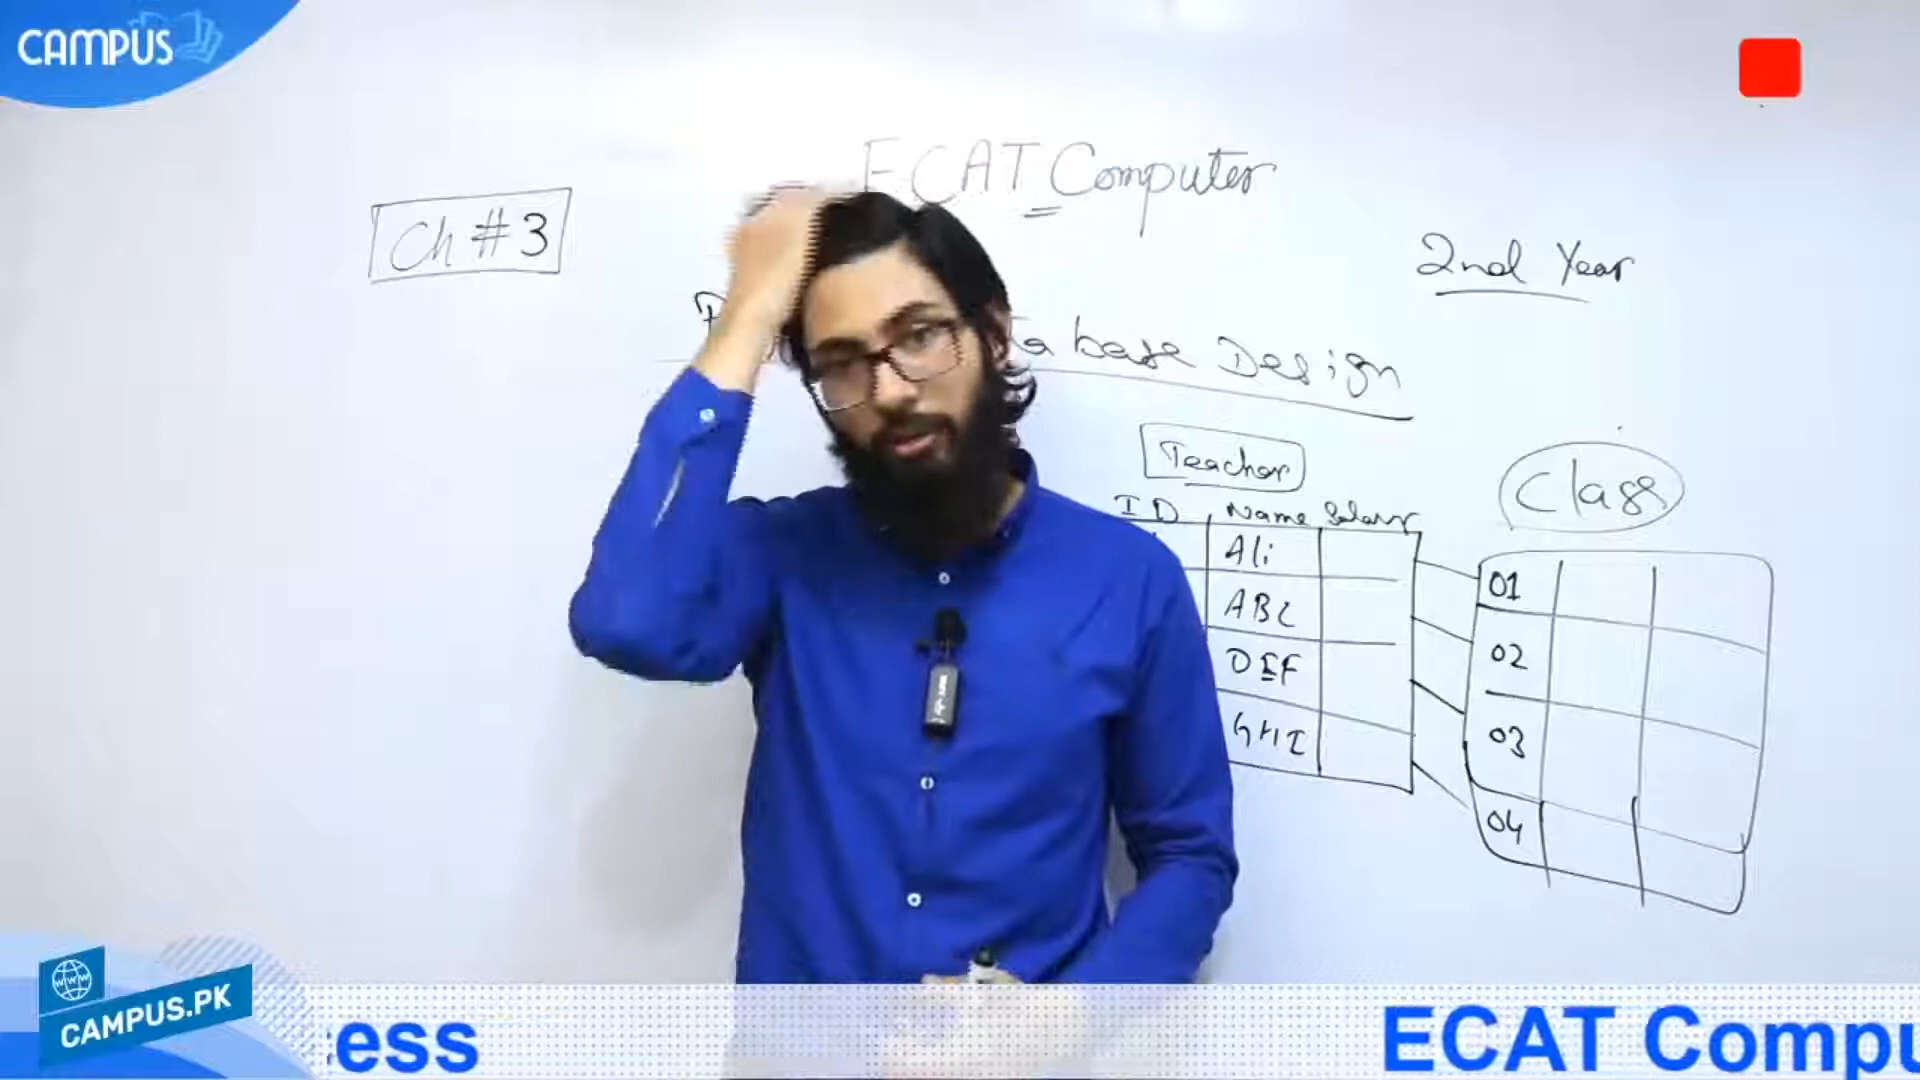 CAMPUS
ECAT Computer
Ch #3
2nd Year
base Design
Teacher
Class
ID Name Salary
Ali
ABC
DEF
GHI
01
02
03
04
WWW
CAMPUS.PK
ess
ECAT Compu